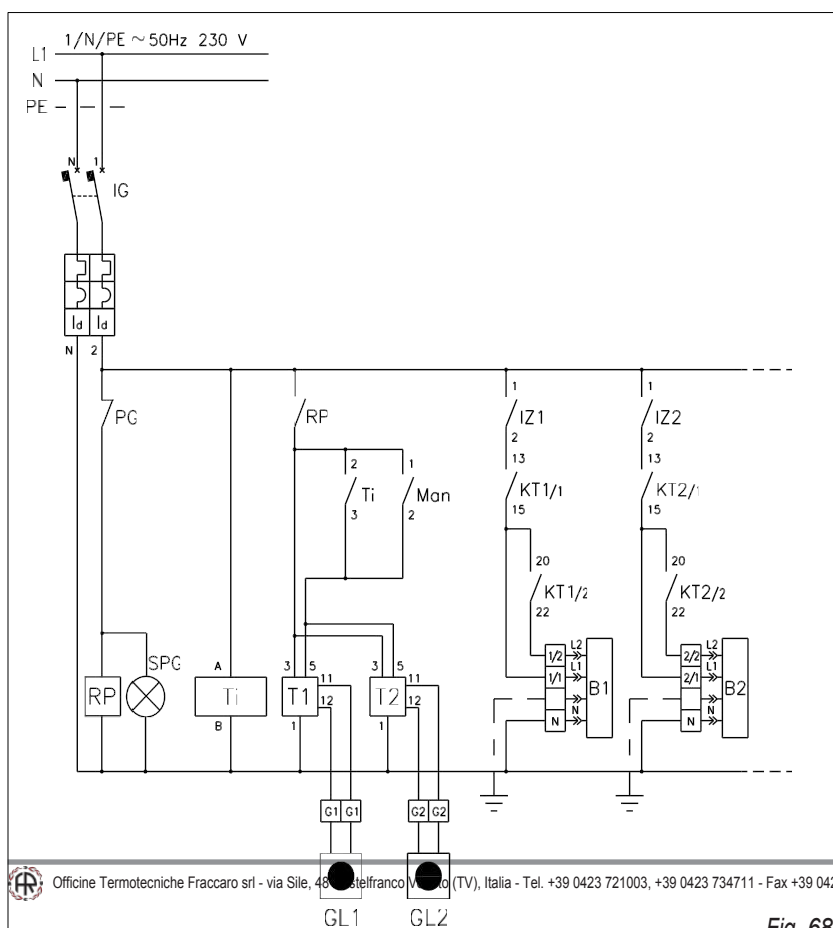 1/N/PE ~ 50Hz 230 V
L1
N
PE
N 1
IG
Id Id
N 2
PG
RP
1 1
IZ1 IZ2
2 2
2 1
Ti Man
3 2
13 13
KT1/1 KT2/1
15 15
20 20
KT1/2 KT2/2
22 22
SPG
RP
A
Ti
B
3 5 3 5
T1 11 T2 11
12 12
1 1
1/2 L2 2/2 L2
1/1 L1 2/1 L1
B1 B2
N N N N
G1 G1 G2 G2
Officine Termotecniche Fraccaro srl - via Sile, 48 (TV), Italia - Tel. +39 0423 721003, +39 0423 734711 - Fax +39 042
GL1 GL2
Fig. 68